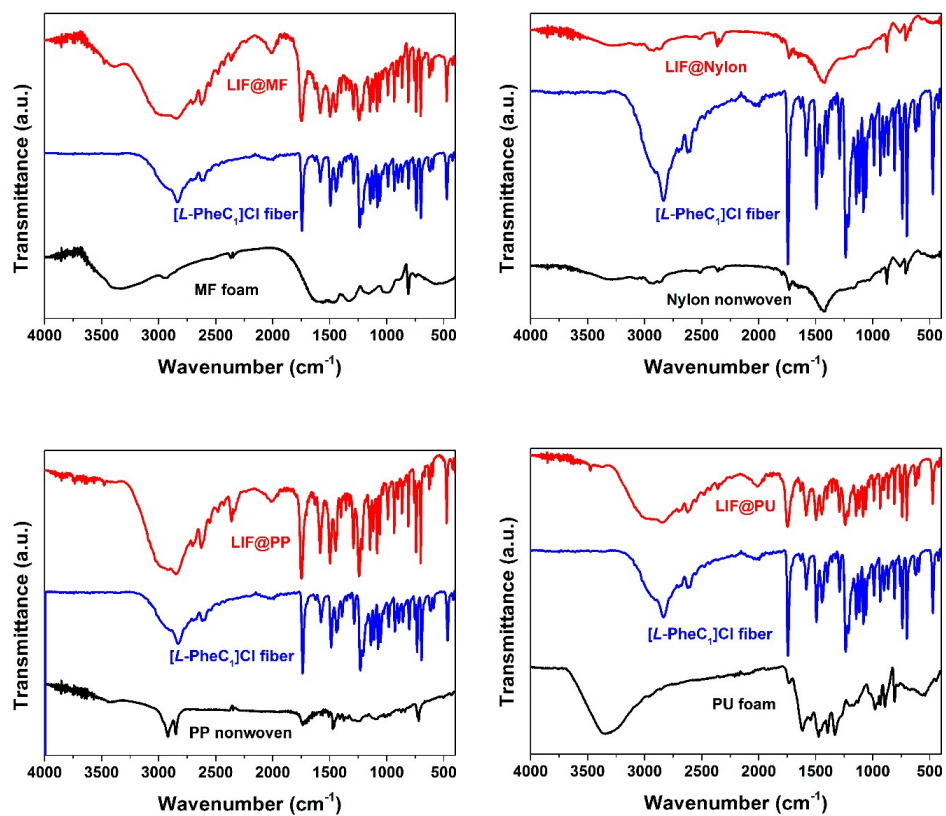 Transmittance (a.u.)
LIF@MF
[L-PheC₁]Cl fiber
MF foam
4000 3500 3000 2500 2000 1500 1000 500
Wavenumber (cm⁻¹)
Transmittance (a.u.)
LIF@Nylon
[L-PheC₁]Cl fiber
Nylon nonwoven
4000 3500 3000 2500 2000 1500 1000 500
Wavenumber (cm⁻¹)
Transmittance (a.u.)
LIF@PP
[L-PheC₁]Cl fiber
PP nonwoven
4000 3500 3000 2500 2000 1500 1000 500
Wavenumber (cm⁻¹)
Transmittance (a.u.)
LIF@PU
[L-PheC₁]Cl fiber
PU foam
4000 3500 3000 2500 2000 1500 1000 500
Wavenumber (cm⁻¹)